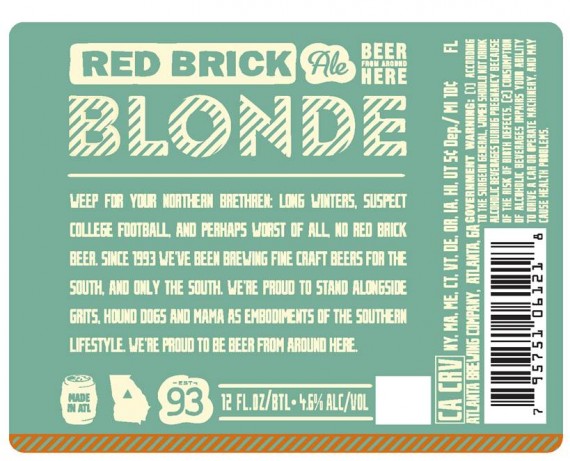 RED BRICK
Ale
BEER
FROM AROUND
HERE
BLONDE
WEEP FOR YOUR NORTHERN BRETHREN: LONG WINTERS, SUSPECT
COLLEGE FOOTBALL, AND PERHAPS WORST OF ALL, NO RED BRICK
BEER. SINCE 1993 WE'VE BEEN BREWING FINE CRAFT BEERS FOR THE
SOUTH, AND ONLY THE SOUTH. WE'RE PROUD TO STAND ALONGSIDE
GRITS, HOUND DOGS AND MAMA AS EMBODIMENTS OF THE SOUTHERN
LIFESTYLE. WE'RE PROUD TO BE BEER FROM AROUND HERE.
MADE
IN ATL
EST
93
12 FL.OZ/BTL • 4.6% ALC/VOL
CA CRV NY, MA, ME, CT, VT, DE, OR, IA, HI, UT 5¢ Dep./ MI 10¢ FL
ATLANTA BREWING COMPANY, ATLANTA, GA
GOVERNMENT WARNING: (1) ACCORDING
TO THE SURGEON GENERAL, WOMEN SHOULD NOT DRINK
ALCOHOLIC BEVERAGES DURING PREGNANCY BECAUSE
OF THE RISK OF BIRTH DEFECTS. (2) CONSUMPTION
OF ALCOHOLIC BEVERAGES IMPAIRS YOUR ABILITY
TO DRIVE A CAR OR OPERATE MACHINERY, AND MAY
CAUSE HEALTH PROBLEMS.
7 95751 06121 8